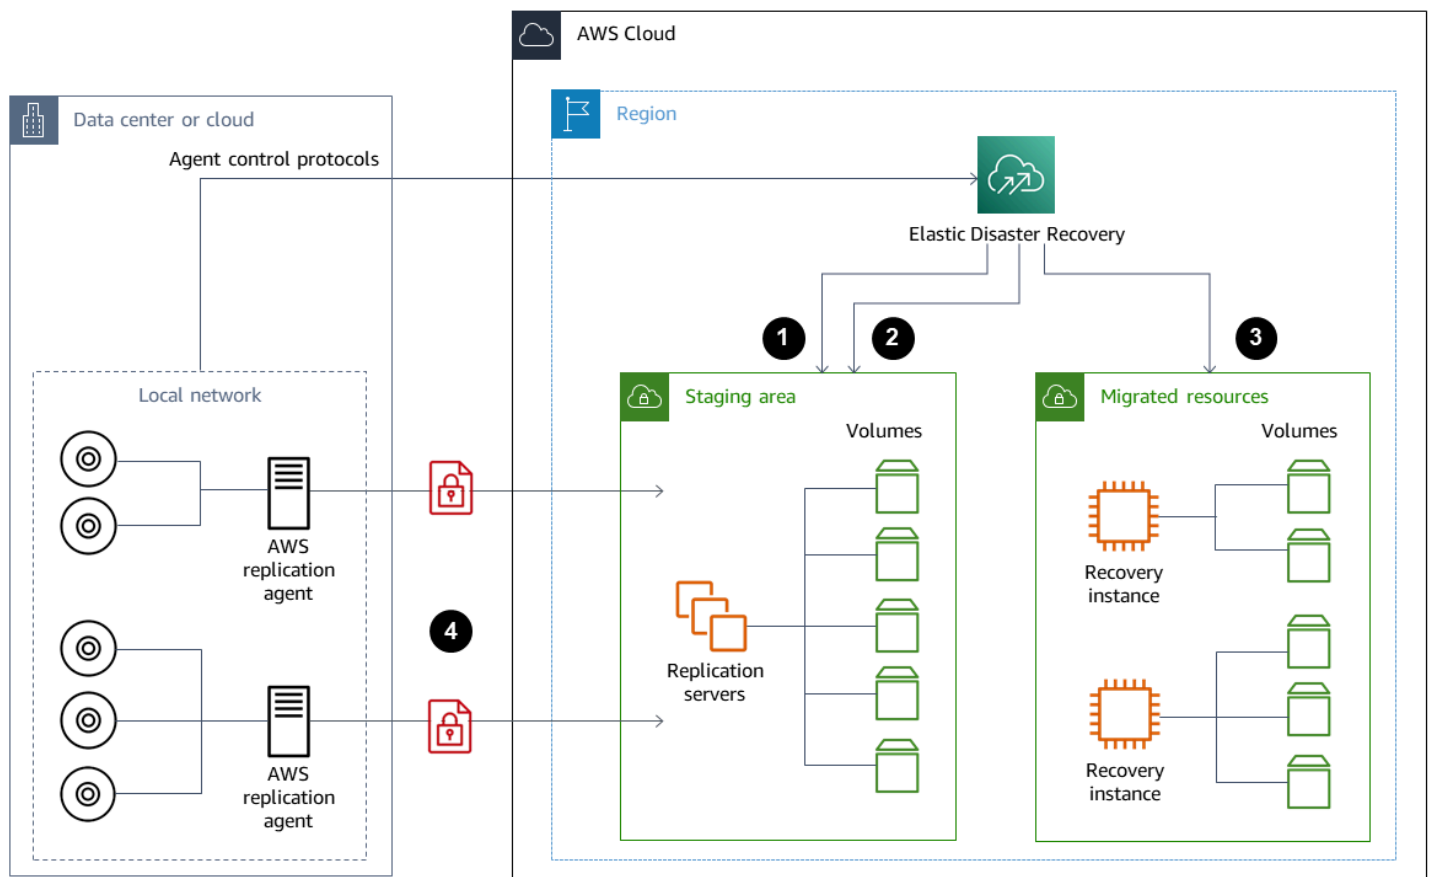 AWS Cloud
Data center or cloud
Region
Agent control protocols
Elastic Disaster Recovery
1
2
3
Local network
Staging area
Migrated resources
Volumes
Volumes
AWS
replication
agent
Recovery
instance
4
Replication
servers
AWS
replication
agent
Recovery
instance